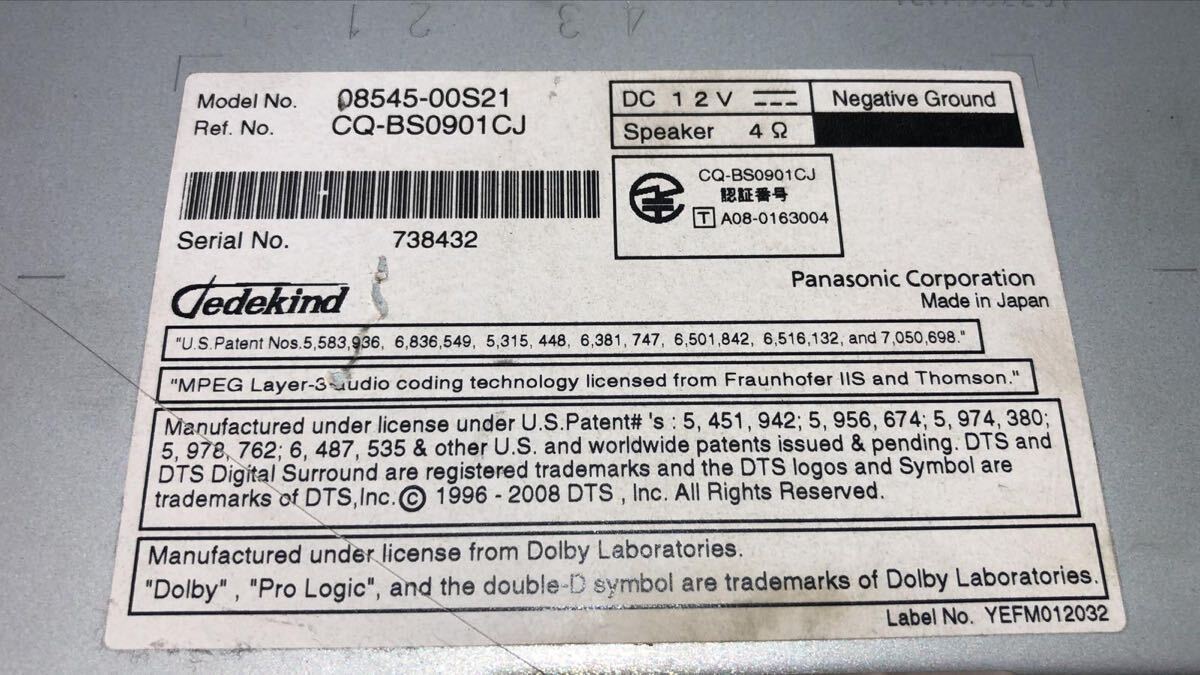 1 2 3 4
Model No. 08545-00S21
Ref. No. CQ-BS0901CJ
DC 12V
Negative Ground
Speaker 4Ω
CQ-BS0901CJ
認証番号
T A08-0163004
Serial No. 738432
Gedekind
Panasonic Corporation
Made in Japan
"U.S.Patent Nos.5,583,936, 6,836,549, 5,315, 448, 6,381, 747, 6,501,842, 6,516,132, and 7,050,698."
"MPEG Layer-3 audio coding technology licensed from Fraunhofer IIS and Thomson."
Manufactured under license under U.S.Patent# 's : 5, 451, 942; 5, 956, 674; 5, 974, 380;
5, 978, 762; 6, 487, 535 & other U.S. and worldwide patents issued & pending. DTS and
DTS Digital Surround are registered trademarks and the DTS logos and Symbol are
trademarks of DTS,Inc. © 1996 - 2008 DTS , Inc. All Rights Reserved.
Manufactured under license from Dolby Laboratories.
"Dolby" , "Pro Logic", and the double-D symbol are trademarks of Dolby Laboratories.
Label No. YEFM012032